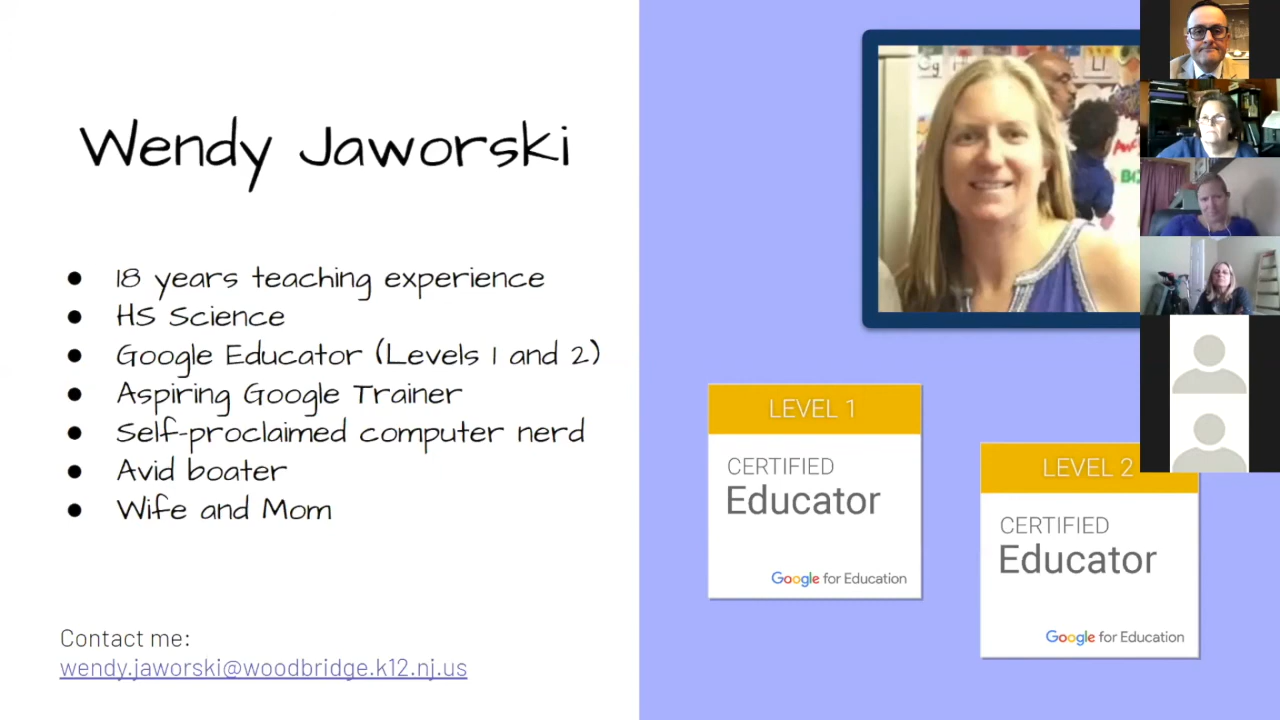 Wendy Jaworski
● 18 years teaching experience
● HS Science
● Google Educator (Levels 1 and 2)
● Aspiring Google Trainer
● Self-proclaimed computer nerd
● Avid boater
● Wife and Mom
Contact me:
wendy.jaworski@woodbridge.k12.nj.us
Cg
Ll
LEVEL 1
CERTIFIED
Educator
Google for Education
LEVEL 2
CERTIFIED
Educator
Google for Education